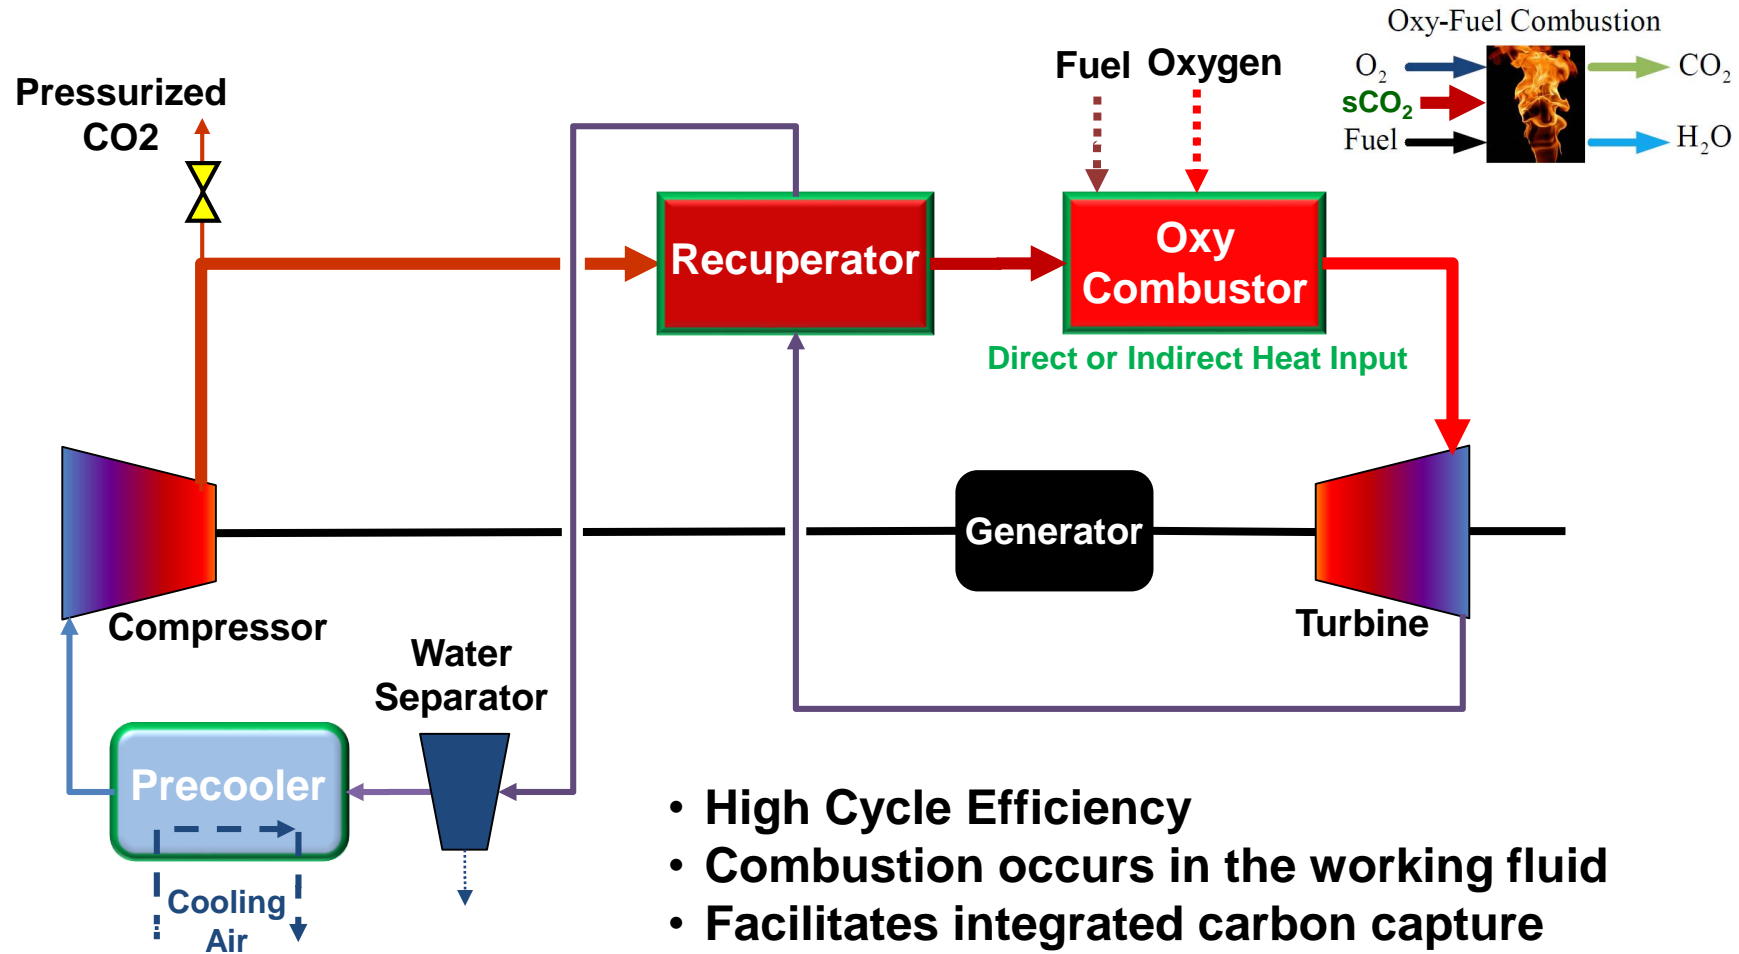 Oxy-Fuel Combustion
O₂
CO₂
sCO₂
Fuel
H₂O
Fuel Oxygen
Pressurized
CO2
Recuperator
Oxy
Combustor
Direct or Indirect Heat Input
Generator
Compressor
Turbine
Water
Separator
Precooler
Cooling
Air
• High Cycle Efficiency
• Combustion occurs in the working fluid
• Facilitates integrated carbon capture